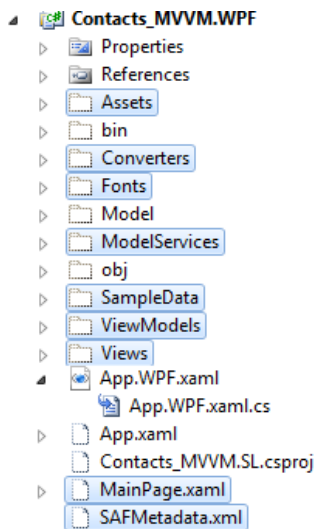 Contacts_MVVM.WPF
Properties
References
Assets
bin
Converters
Fonts
Model
ModelServices
obj
SampleData
ViewModels
Views
App.WPF.xaml
App.WPF.xaml.cs
App.xaml
Contacts_MVVM.SL.csproj
MainPage.xaml
SAFMetadata.xml